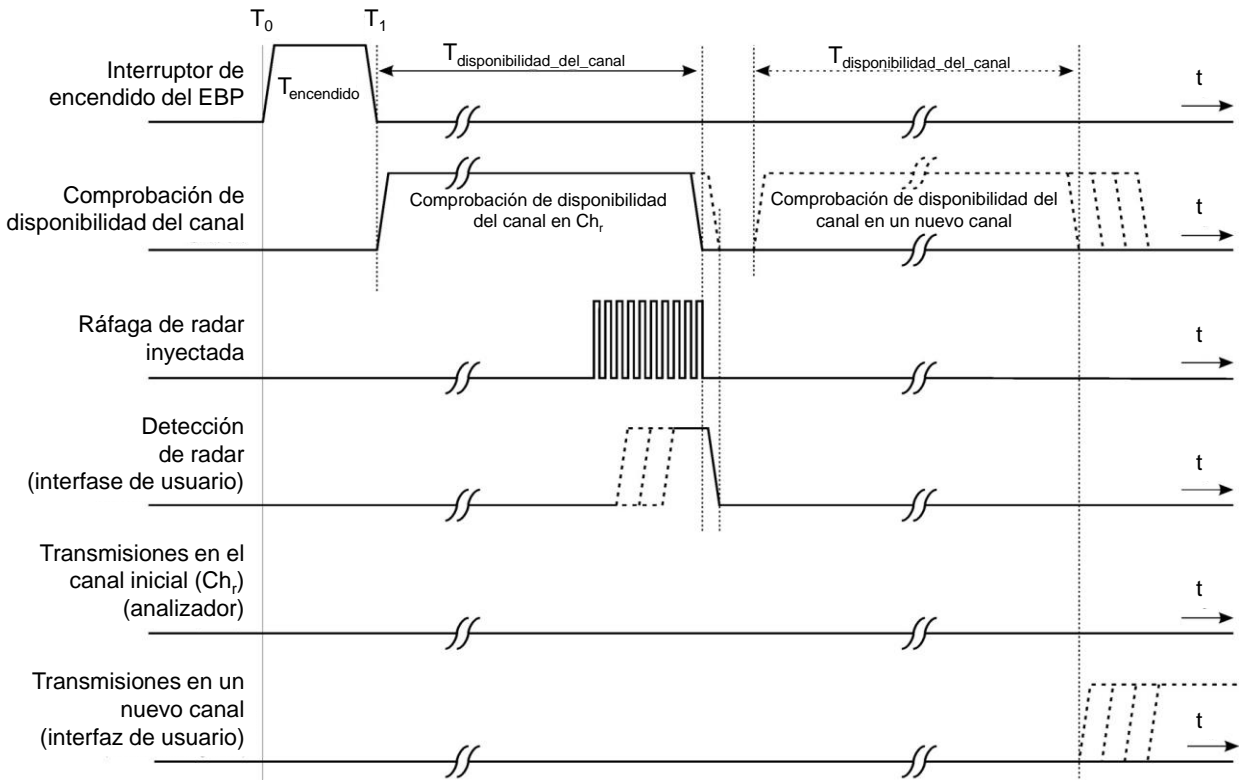 T0 T1
Interruptor de
encendido del EBP
Tencendido
Tdisponibilidad_del_canal
Tdisponibilidad_del_canal
t
Comprobación de
disponibilidad del canal
Comprobación de disponibilidad
del canal en Chr
Comprobación de disponibilidad del
canal en un nuevo canal
t
Ráfaga de radar
inyectada
t
Detección
de radar
(interfase de usuario)
t
Transmisiones en el
canal inicial (Chr)
(analizador)
t
Transmisiones en un
nuevo canal
(interfaz de usuario)
t